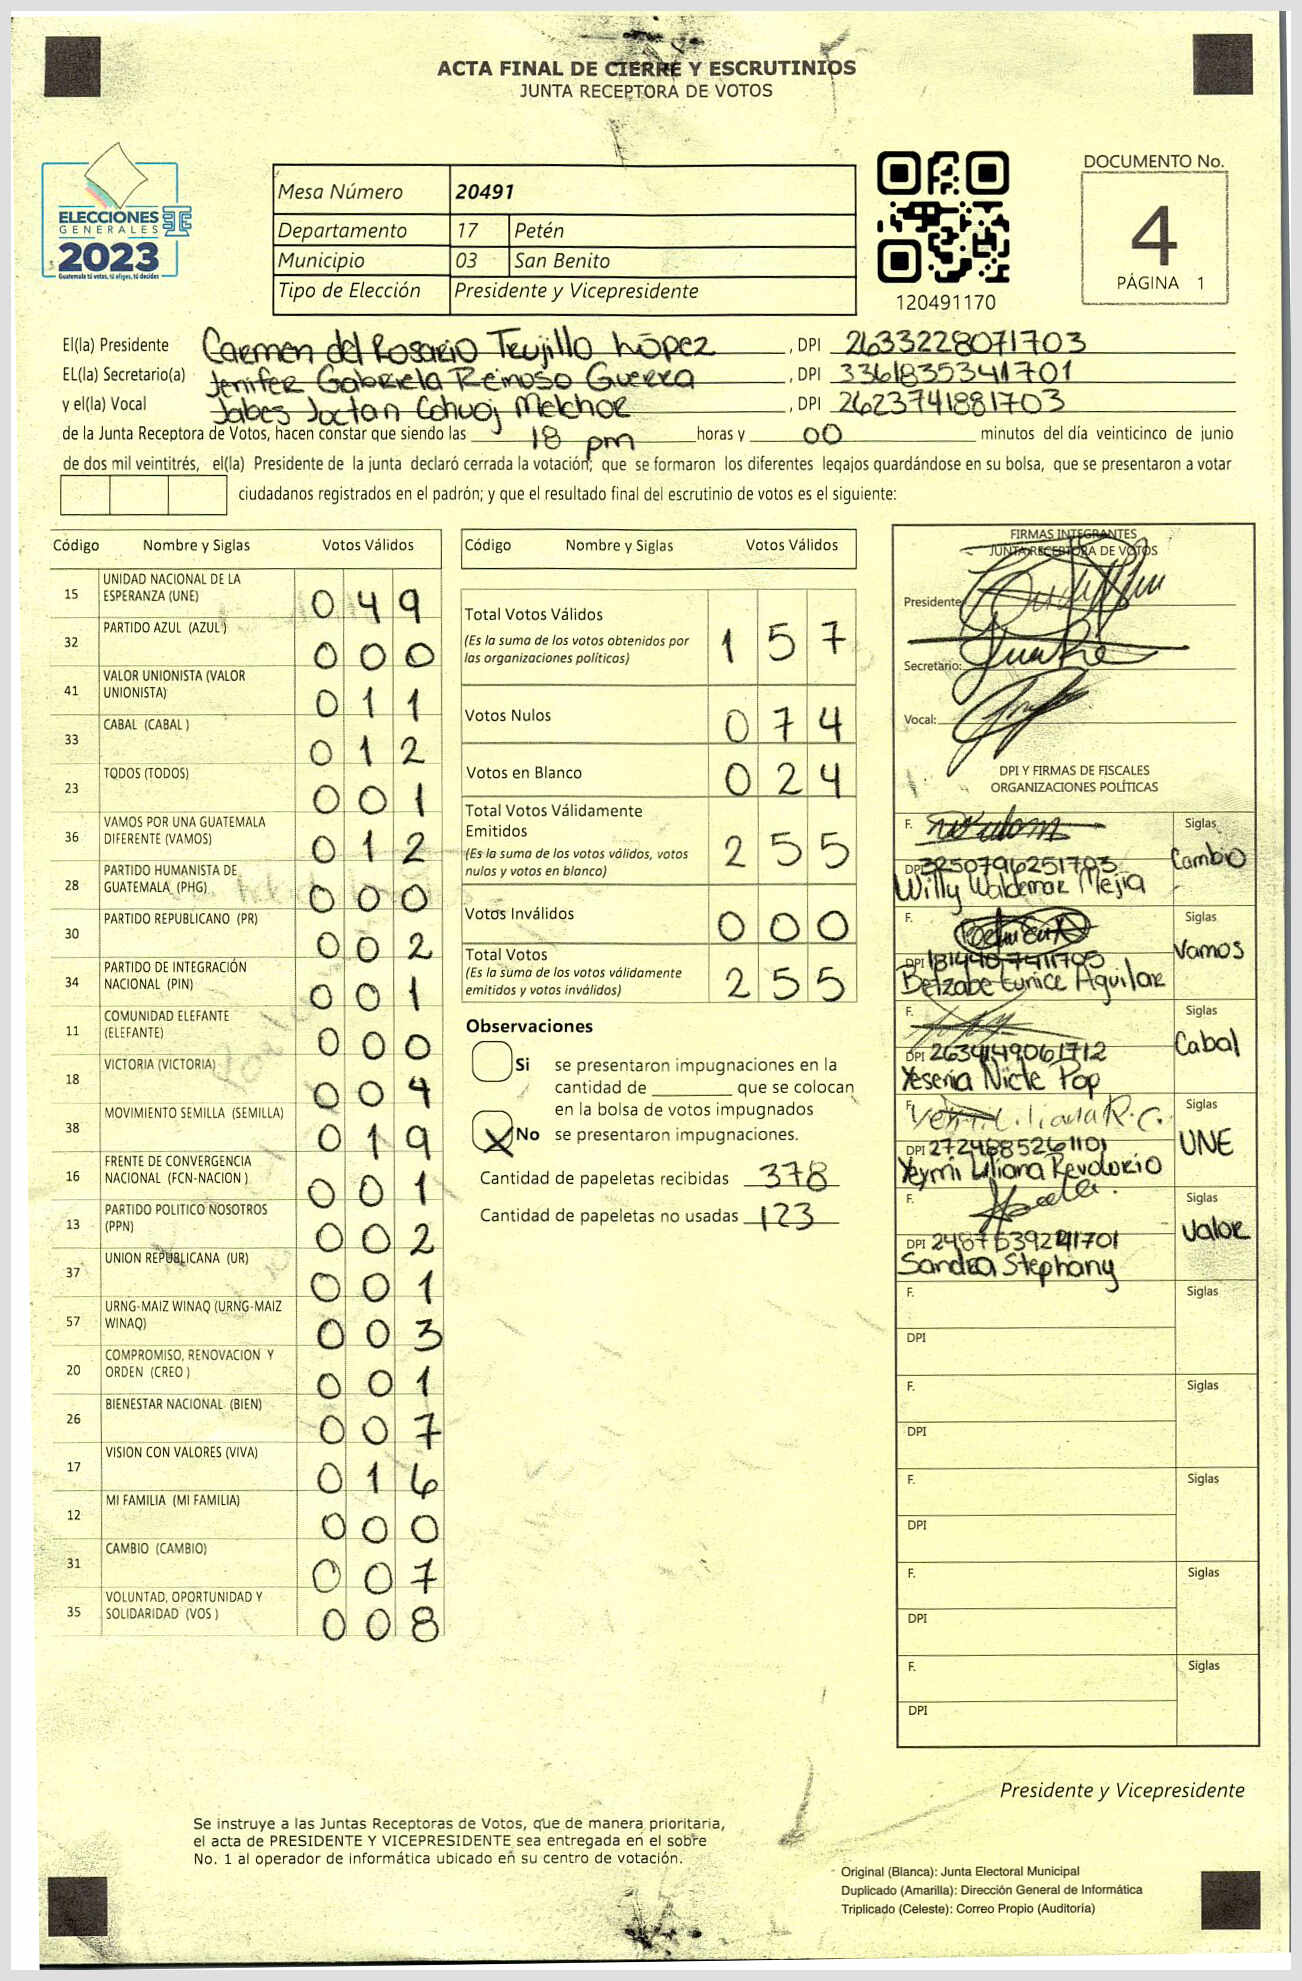 ACTA FINAL DE CIERRE Y ESCRUTINIOS
JUNTA RECEPTORA DE VOTOS
ELECCIONES
GENERALES
2023
Guatemala tú votas, tú eliges, tú decides
Mesa Número 20491
Departamento 17 Petén
Municipio 03 San Benito
Tipo de Elección Presidente y Vicepresidente
120491170
DOCUMENTO No.
4
PÁGINA 1
El(la) Presidente Carmen del Rosario Trujillo López, DPI 2633228071703
EL(la) Secretario(a) Jenifer Gabriela Reinoso Guerra, DPI 3361835341701
y el(la) Vocal Jabes Joctan Cohuoj Melchor, DPI 2623741881703
de la Junta Receptora de Votos, hacen constar que siendo las 18 pm horas y 00 minutos del día veinticinco de junio
de dos mil veintitrés, el(la) Presidente de la junta declaró cerrada la votación; que se formaron los diferentes legajos guardándose en su bolsa, que se presentaron a votar
ciudadanos registrados en el padrón; y que el resultado final del escrutinio de votos es el siguiente:
Código Nombre y Siglas Votos Válidos
15 UNIDAD NACIONAL DE LA ESPERANZA (UNE) 049
32 PARTIDO AZUL (AZUL) 000
41 VALOR UNIONISTA (VALOR UNIONISTA) 011
33 CABAL (CABAL ) 012
23 TODOS (TODOS) 001
36 VAMOS POR UNA GUATEMALA DIFERENTE (VAMOS) 012
28 PARTIDO HUMANISTA DE GUATEMALA (PHG) 000
30 PARTIDO REPUBLICANO (PR) 002
34 PARTIDO DE INTEGRACIÓN NACIONAL (PIN) 001
11 COMUNIDAD ELEFANTE (ELEFANTE) 000
18 VICTORIA (VICTORIA) 004
38 MOVIMIENTO SEMILLA (SEMILLA) 019
16 FRENTE DE CONVERGENCIA NACIONAL (FCN-NACION ) 001
13 PARTIDO POLITICO NOSOTROS (PPN) 002
37 UNION REPUBLICANA (UR) 001
57 URNG-MAIZ WINAQ (URNG-MAIZ WINAQ) 003
20 COMPROMISO, RENOVACION Y ORDEN (CREO ) 001
26 BIENESTAR NACIONAL (BIEN) 007
17 VISION CON VALORES (VIVA) 016
12 MI FAMILIA (MI FAMILIA) 000
31 CAMBIO (CAMBIO) 007
35 VOLUNTAD, OPORTUNIDAD Y SOLIDARIDAD (VOS ) 008
Código Nombre y Siglas Votos Válidos
Total Votos Válidos 157
(Es la suma de los votos obtenidos por las organizaciones políticas)
Votos Nulos 074
Votos en Blanco 024
Total Votos Válidamente Emitidos 255
(Es la suma de los votos válidos, votos nulos y votos en blanco)
Votos Inválidos 000
Total Votos 255
(Es la suma de los votos válidamente emitidos y votos inválidos)
Observaciones
Si se presentaron impugnaciones en la
cantidad de ________ que se colocan
en la bolsa de votos impugnados
X No se presentaron impugnaciones.
Cantidad de papeletas recibidas 378
Cantidad de papeletas no usadas 123
FIRMAS INTEGRANTES
JUNTA RECEPTORA DE VOTOS
Presidente:
Secretario:
Vocal:
DPI Y FIRMAS DE FISCALES
ORGANIZACIONES POLÍTICAS
F. Siglas
Cambio
DPI 3250796251703
Willy Waldemar Mejia
F. Siglas
Vamos
DPI
Betzabe Eunice Aguilar
F. Siglas
Cabal
DPI 2634149061712
Yesenia Nicte Pop
F. Siglas
UNE
DPI 2724885261101
Yeymi Liliana Revolorio
F. Siglas
Valor
DPI
Sandra Stephany
F. Siglas
DPI
F. Siglas
DPI
F. Siglas
DPI
F. Siglas
DPI
F. Siglas
DPI
Presidente y Vicepresidente
Se instruye a las Juntas Receptoras de Votos, que de manera prioritaria,
el acta de PRESIDENTE Y VICEPRESIDENTE sea entregada en el sobre
No. 1 al operador de informática ubicado en su centro de votación.
Original (Blanca): Junta Electoral Municipal
Duplicado (Amarilla): Dirección General de Informática
Triplicado (Celeste): Correo Propio (Auditoría)